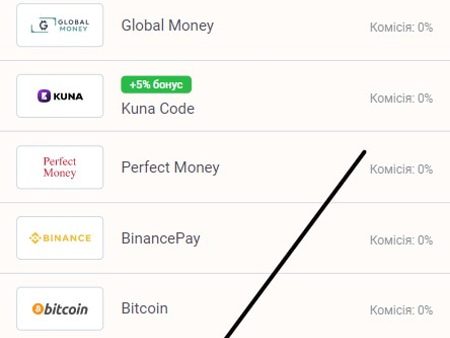 GLOBAL MONEY
Global Money
Комісія: 0%
+5% бонус
KUNA
Kuna Code
Комісія: 0%
Perfect Money
Perfect Money
Комісія: 0%
BINANCE
BinancePay
Комісія: 0%
bitcoin
Bitcoin
Комісія: 0%